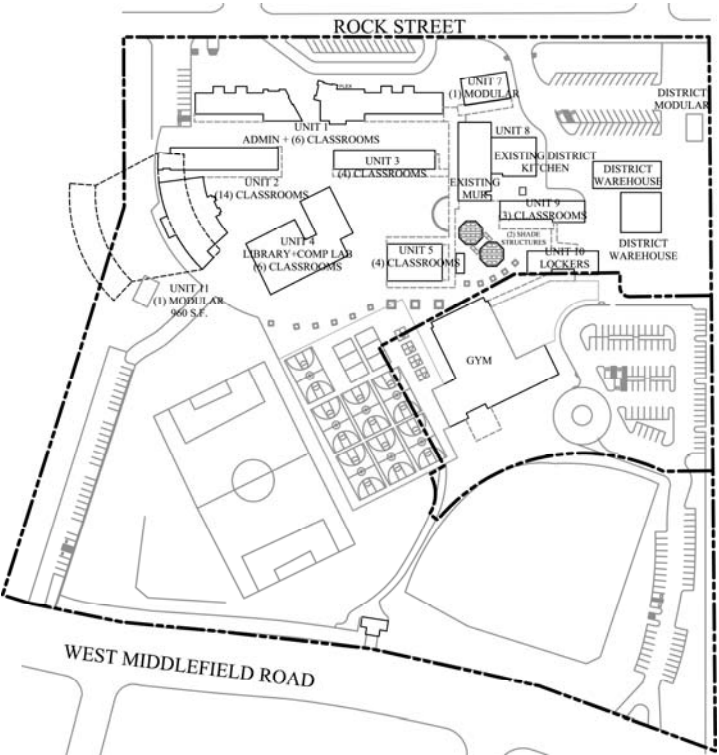 ROCK STREET
UNIT 7
(1) MODULAR
DISTRICT
MODULAR
UNIT 1
ADMIN + (6) CLASSROOMS
UNIT 8
EXISTING DISTRICT
KITCHEN
UNIT 3
(4) CLASSROOMS
DISTRICT
WAREHOUSE
UNIT 2
(14) CLASSROOMS
EXISTING
MUR
UNIT 9
(3) CLASSROOMS
(2) SHADE
STRUCTURES
DISTRICT
WAREHOUSE
UNIT 4
LIBRARY+COMP LAB
(6) CLASSROOMS
UNIT 5
(4) CLASSROOMS
UNIT 10
LOCKERS
UNIT 11
(1) MODULAR
960 S.F.
GYM
WEST MIDDLEFIELD ROAD